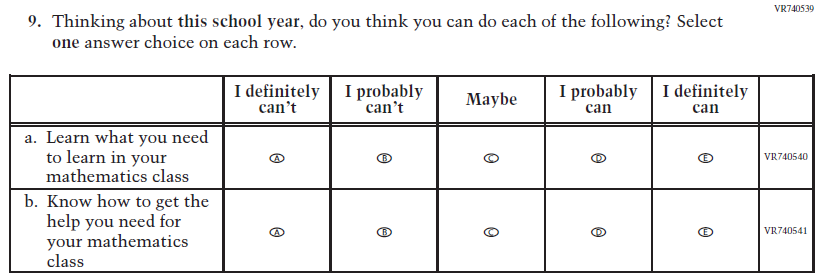 VR740539
9. Thinking about this school year, do you think you can do each of the following? Select
one answer choice on each row.
I definitely can't I probably can't Maybe I probably can I definitely can
a. Learn what you need
to learn in your
mathematics class
A B C D E VR740540
b. Know how to get the
help you need for
your mathematics
class
A B C D E VR740541